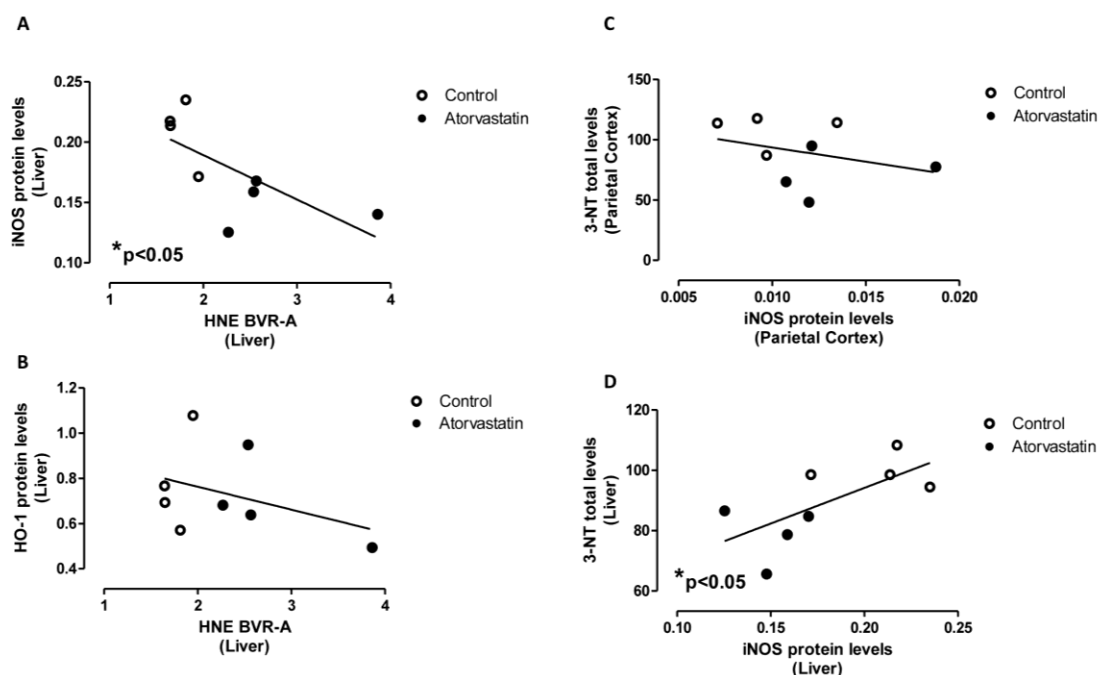 A
iNOS protein levels
(Liver)
0.25
0.20
0.15
0.10
*p<0.05
1 2 3 4
HNE BVR-A
(Liver)
Control
Atorvastatin
B
HO-1 protein levels
(Liver)
1.2
1.0
0.8
0.6
0.4
1 2 3 4
HNE BVR-A
(Liver)
Control
Atorvastatin
C
3-NT total levels
(Parietal Cortex)
150
100
50
0
0.005 0.010 0.015 0.020
iNOS protein levels
(Parietal Cortex)
Control
Atorvastatin
D
3-NT total levels
(Liver)
120
100
80
60
*p<0.05
0.10 0.15 0.20 0.25
iNOS protein levels
(Liver)
Control
Atorvastatin